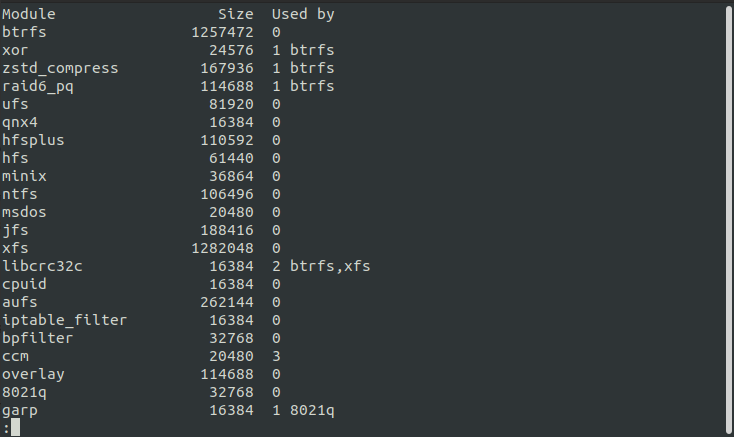 Module                  Size  Used by
btrfs                1257472  0
xor                    24576  1 btrfs
zstd_compress         167936  1 btrfs
raid6_pq              114688  1 btrfs
ufs                    81920  0
qnx4                   16384  0
hfsplus               110592  0
hfs                    61440  0
minix                  36864  0
ntfs                  106496  0
msdos                  20480  0
jfs                   188416  0
xfs                  1282048  0
libcrc32c              16384  2 btrfs,xfs
cpuid                  16384  0
aufs                  262144  0
iptable_filter         16384  0
bpfilter               32768  0
ccm                    20480  3
overlay               114688  0
8021q                  32768  0
garp                   16384  1 8021q
: